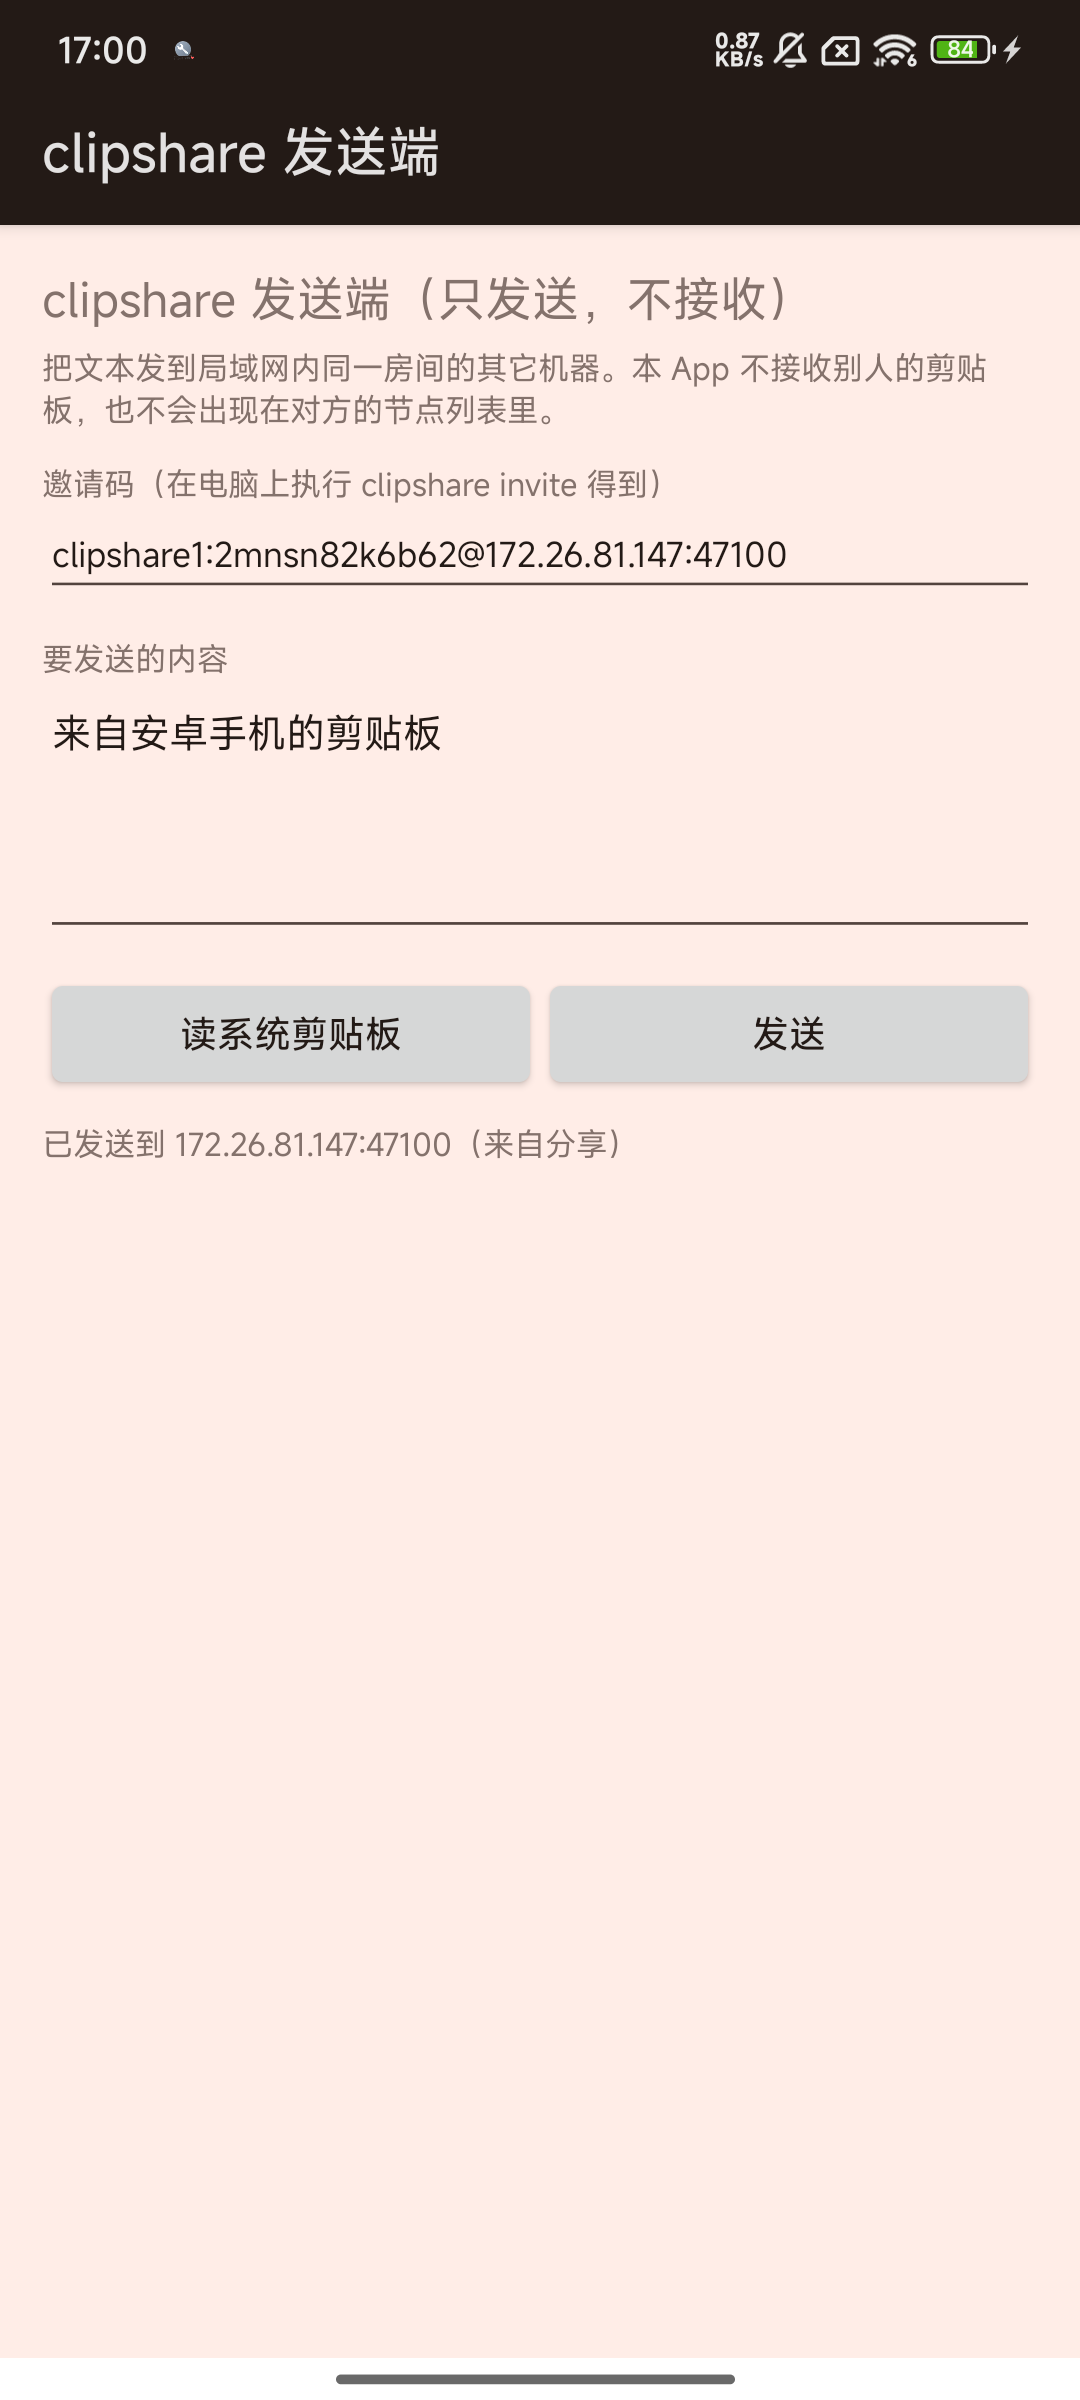 17:00
0.87
KB/s
6
84
clipshare 发送端
clipshare 发送端（只发送，不接收）
把文本发到局域网内同一房间的其它机器。本 App 不接收别人的剪贴
板，也不会出现在对方的节点列表里。
邀请码（在电脑上执行 clipshare invite 得到）
clipshare1:2mnsn82k6b62@172.26.81.147:47100
要发送的内容
来自安卓手机的剪贴板
读系统剪贴板
发送
已发送到 172.26.81.147:47100（来自分享）